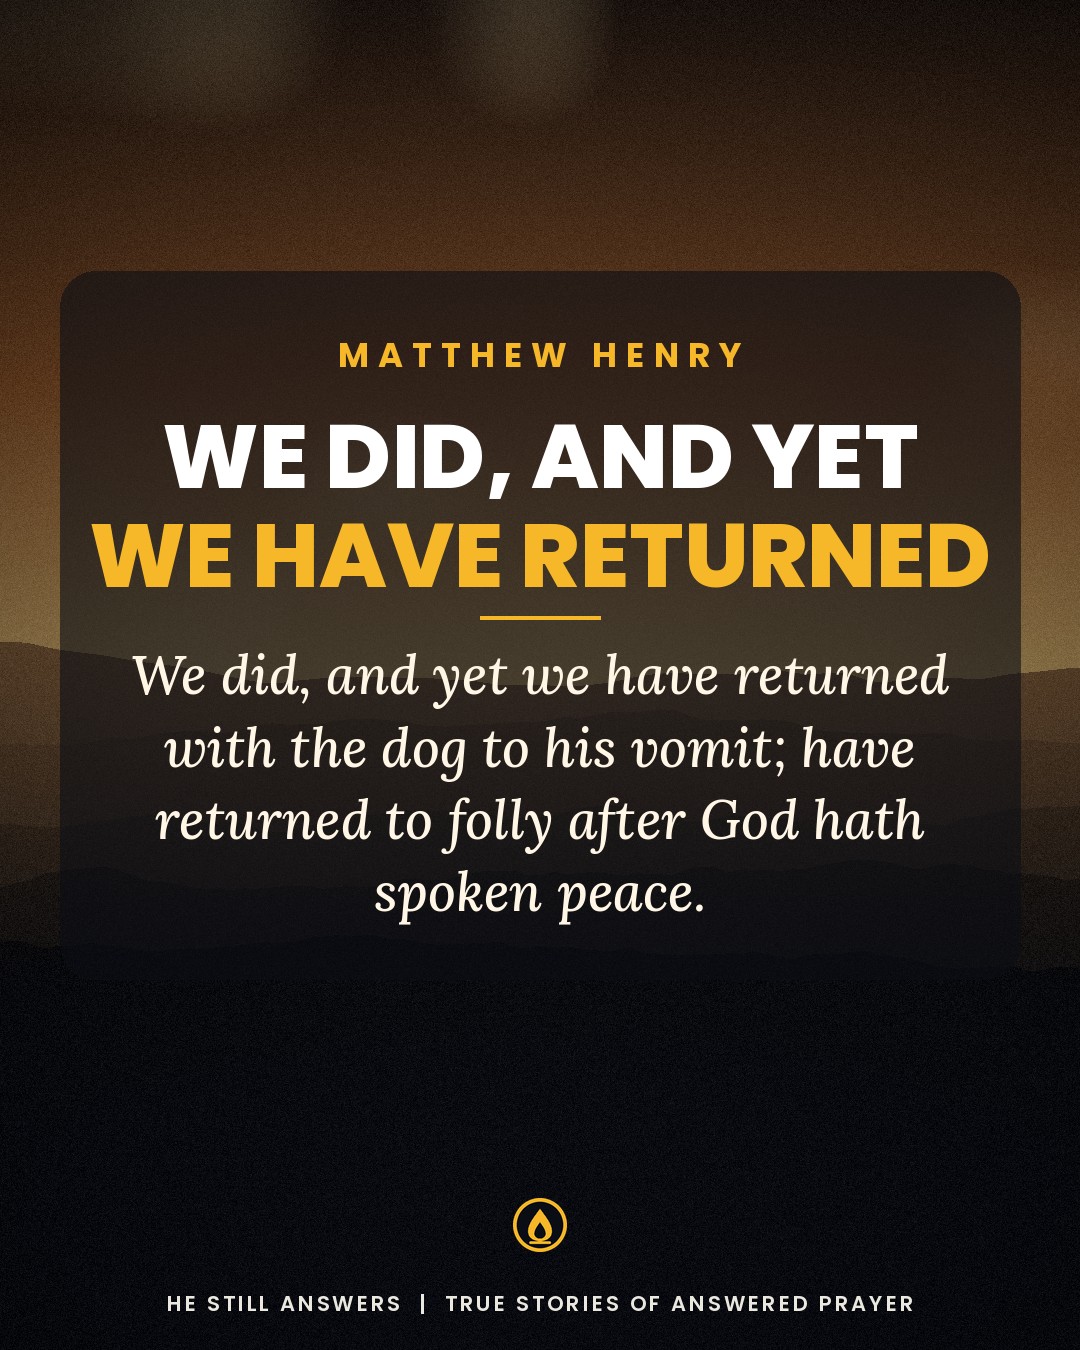 MATTHEW HENRY
WE DID, AND YET
WE HAVE RETURNED
We did, and yet we have returned
with the dog to his vomit; have
returned to folly after God hath
spoken peace.
HE STILL ANSWERS | TRUE STORIES OF ANSWERED PRAYER